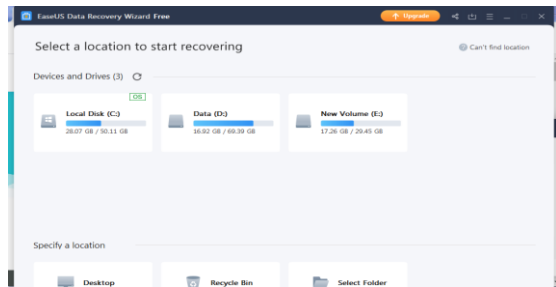 EaseUS Data Recovery Wizard Free
Upgrade
Select a location to start recovering
Can't find location
Devices and Drives (3)
OS
Local Disk (C:)
28.07 GB / 50.11 GB
Data (D:)
16.92 GB / 69.39 GB
New Volume (E:)
17.26 GB / 29.45 GB
Specify a location
Desktop
Recycle Bin
Select Folder